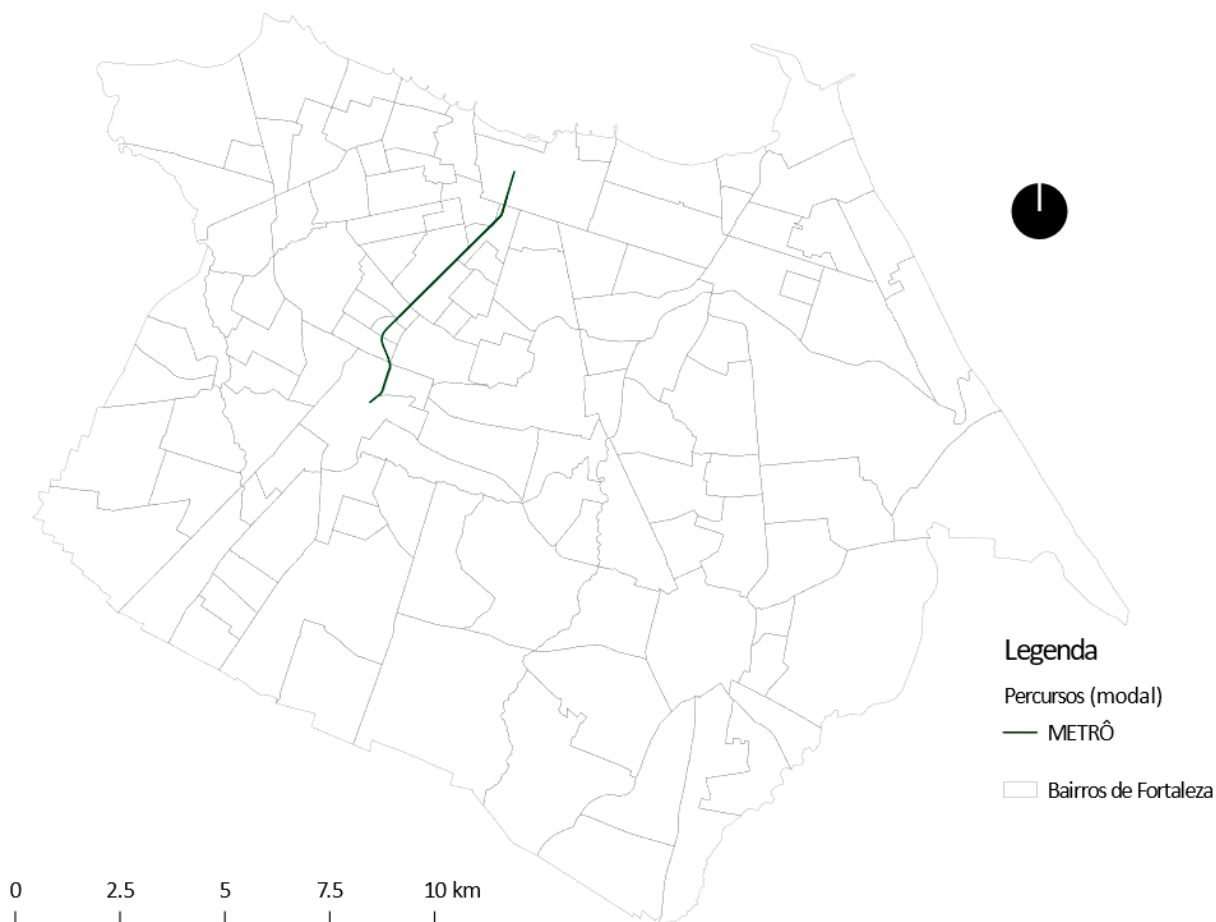 Legenda
Percursos (modal)
METRÔ
Bairros de Fortaleza
0 2.5 5 7.5 10 km